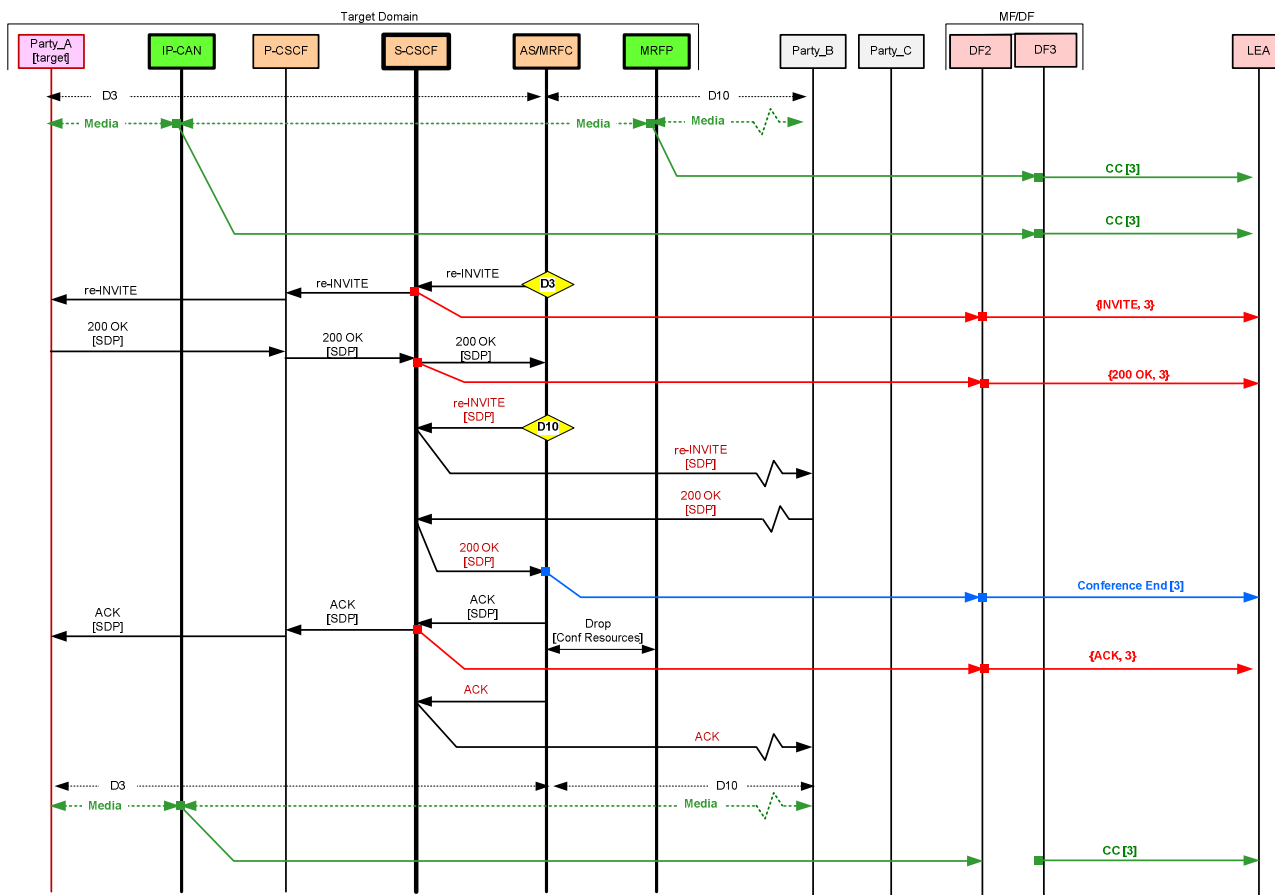 Target Domain
MF/DF
Party_A
[target]
IP-CAN
P-CSCF
S-CSCF
AS/MRFC
MRFP
Party_B
Party_C
DF2
DF3
LEA
D3
D10
Media
Media
Media
CC [3]
CC [3]
re-INVITE
D3
re-INVITE
re-INVITE
{INVITE, 3}
200 OK
[SDP]
200 OK
[SDP]
200 OK
[SDP]
{200 OK, 3}
re-INVITE
[SDP]
D10
re-INVITE
[SDP]
200 OK
[SDP]
200 OK
[SDP]
Conference End [3]
ACK
[SDP]
ACK
[SDP]
ACK
[SDP]
Drop
[Conf Resources]
{ACK, 3}
ACK
ACK
D3
D10
Media
Media
CC [3]